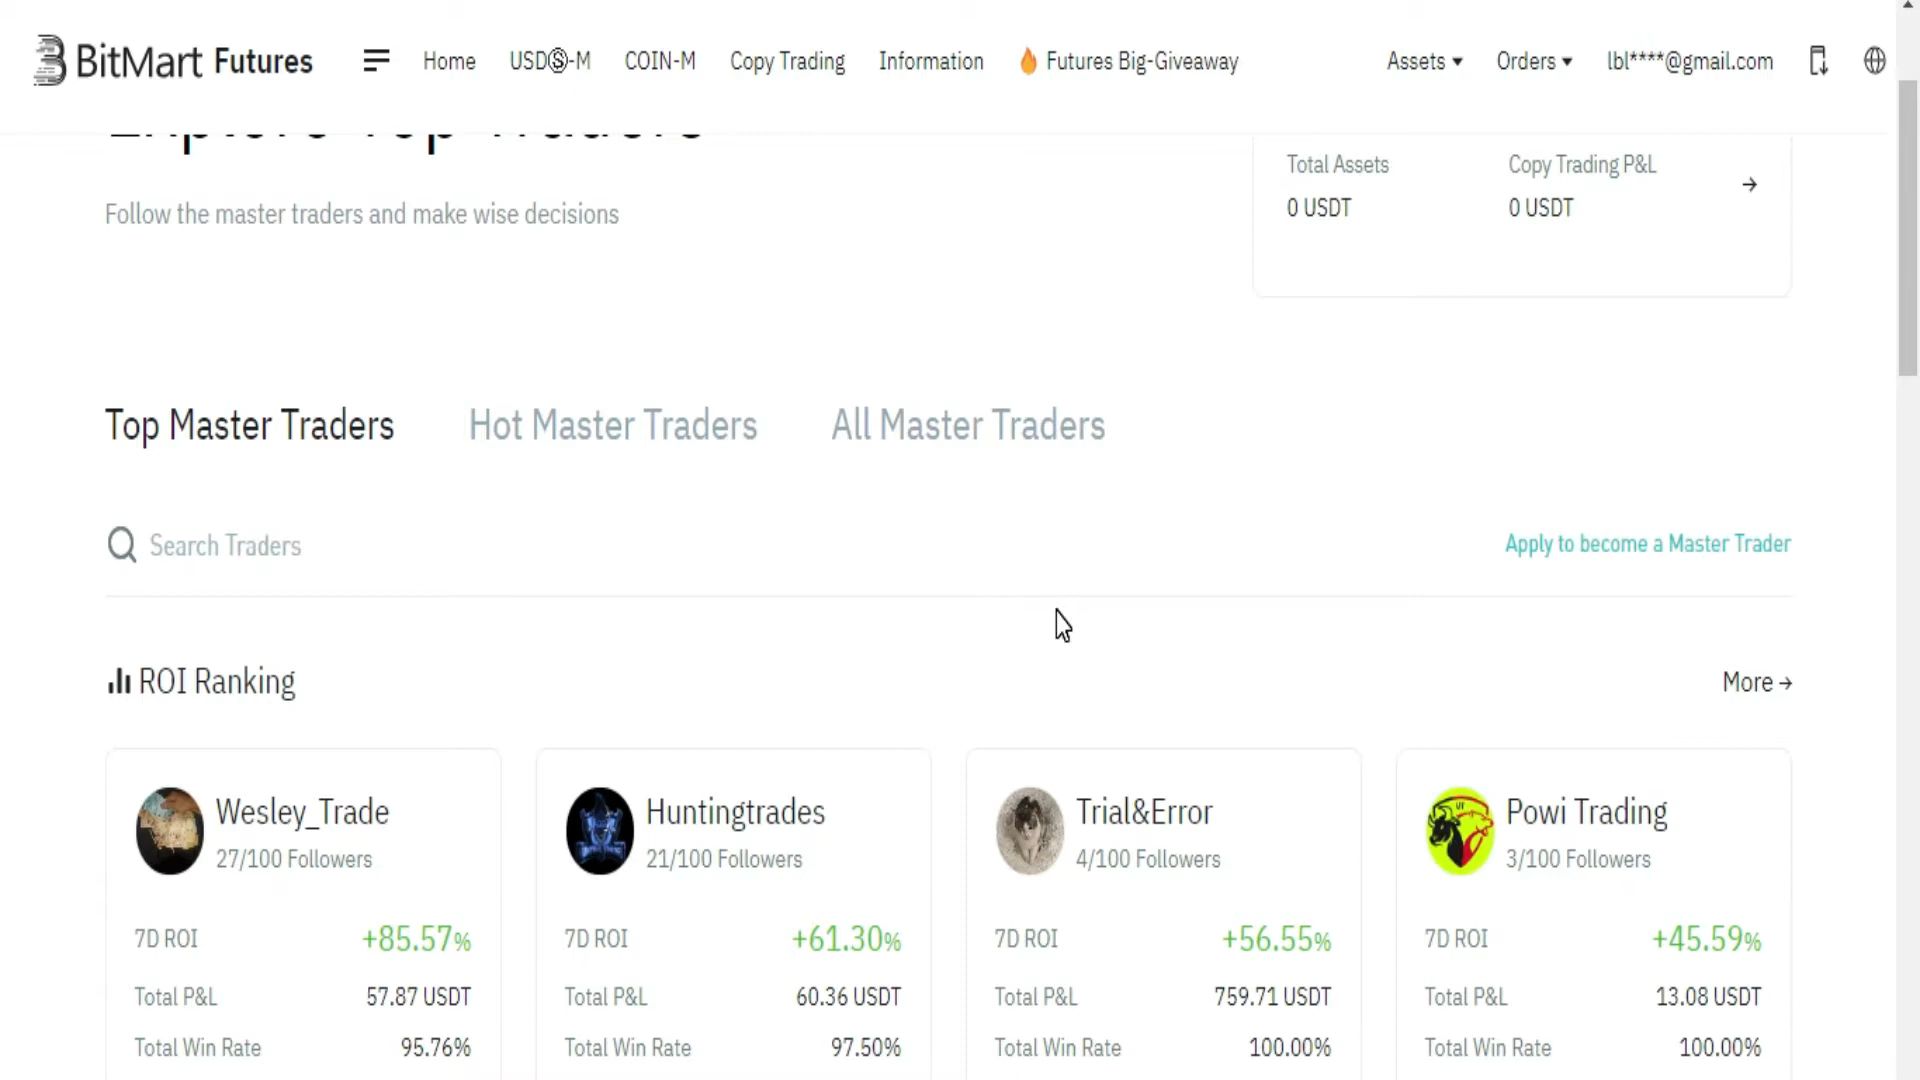 BitMart Futures
Home
USDⓈ-M
COIN-M
Copy Trading
Information
Futures Big-Giveaway
Assets ▾
Orders ▾
lbl****@gmail.com
Explore Top Traders
Follow the master traders and make wise decisions
Total Assets
0 USDT
Copy Trading P&L
0 USDT
→
Top Master Traders
Hot Master Traders
All Master Traders
Search Traders
Apply to become a Master Trader
ROI Ranking
More →
Wesley_Trade
27/100 Followers
7D ROI
+85.57%
Total P&L
57.87 USDT
Total Win Rate
95.76%
Huntingtrades
21/100 Followers
7D ROI
+61.30%
Total P&L
60.36 USDT
Total Win Rate
97.50%
Trial&Error
4/100 Followers
7D ROI
+56.55%
Total P&L
759.71 USDT
Total Win Rate
100.00%
Powi Trading
3/100 Followers
7D ROI
+45.59%
Total P&L
13.08 USDT
Total Win Rate
100.00%